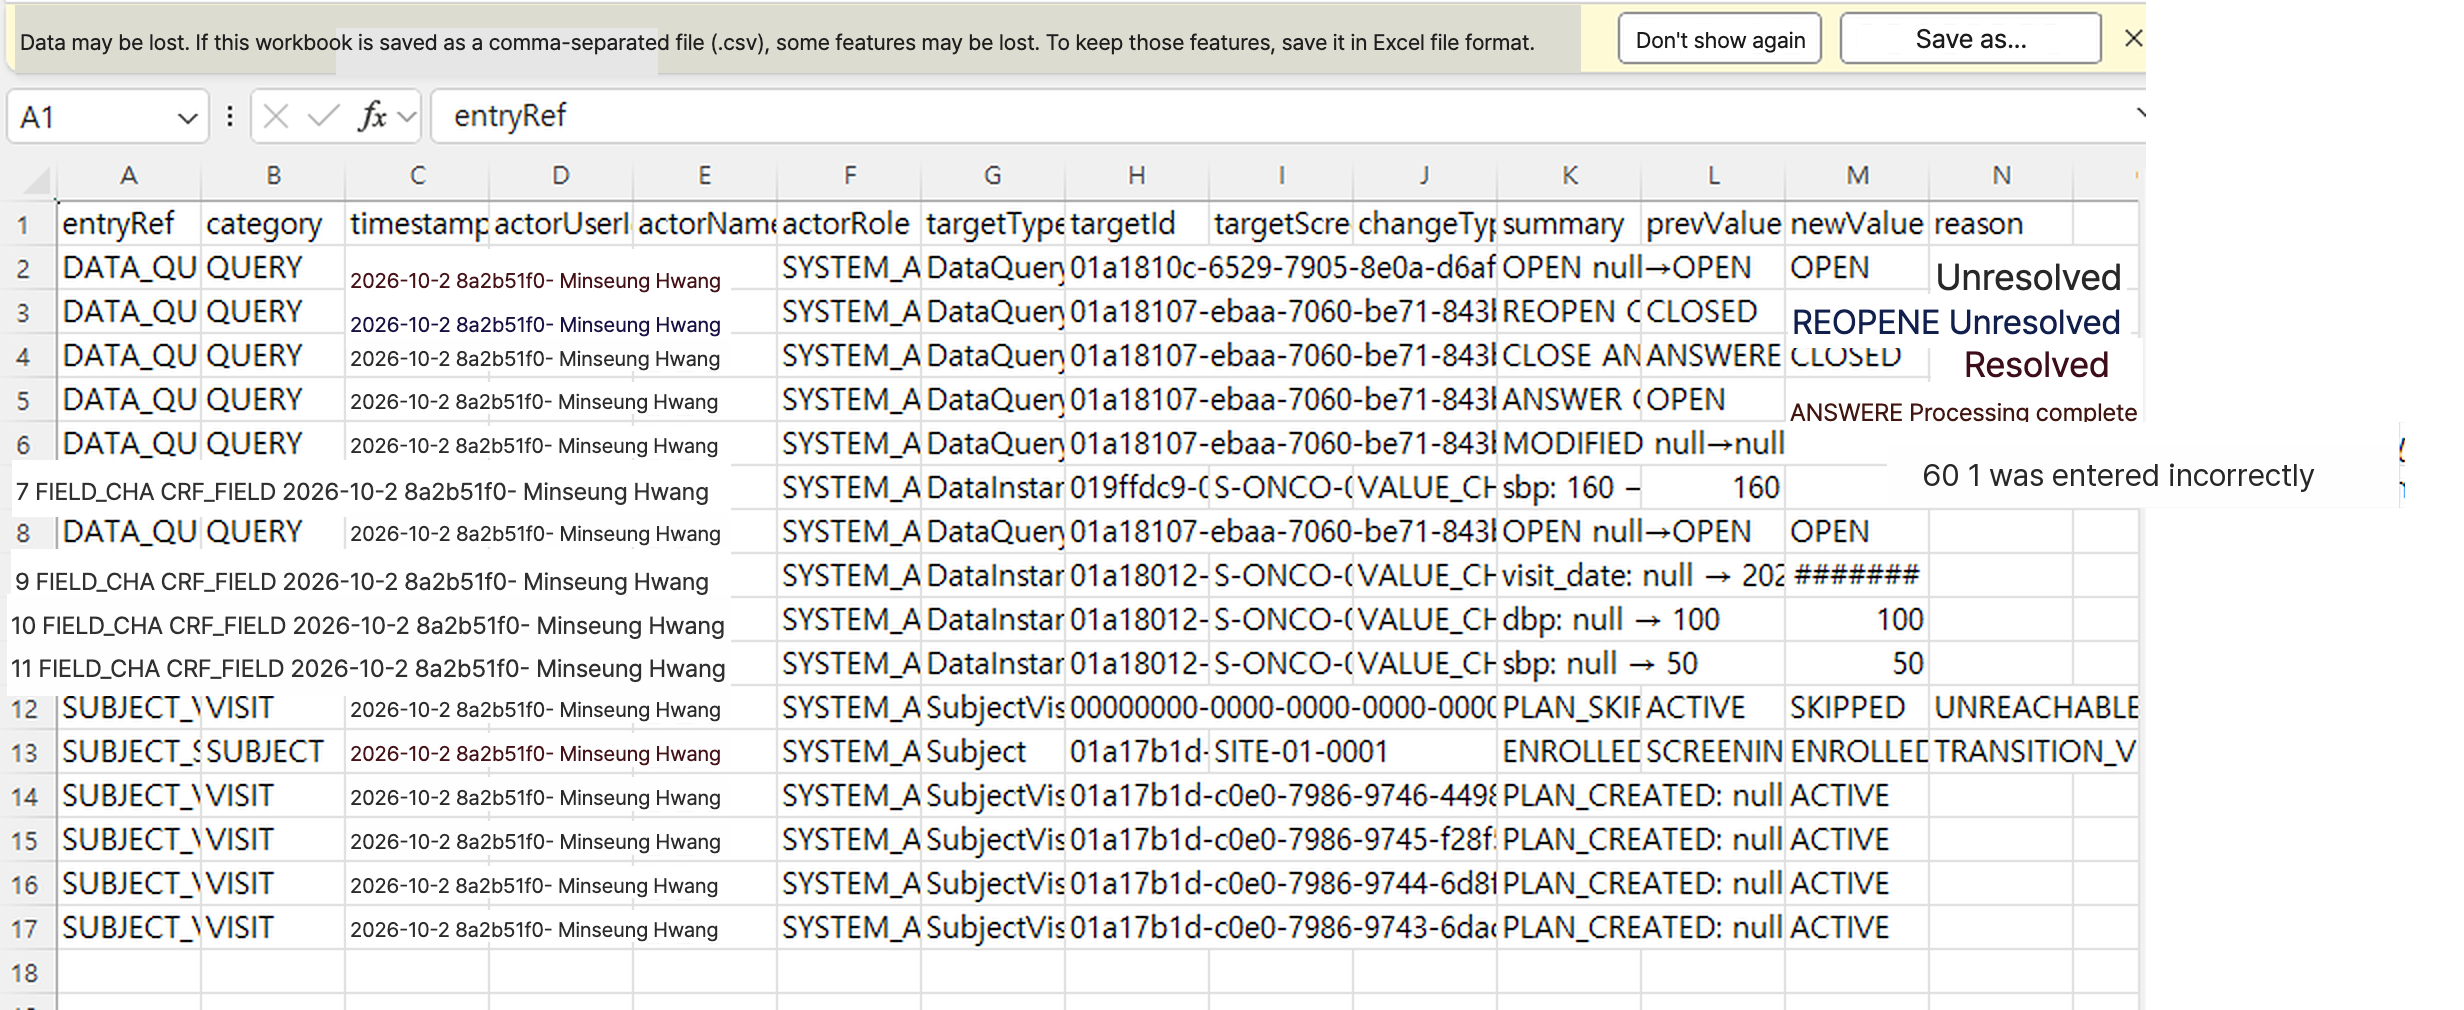 Data may be lost. If this workbook is saved as a comma-separated file (.csv), some features may be lost. To keep those features, save it in Excel file format. Don't show again Save as...
A1 fx entryRef
A B C D E F G H I J K L M N
1 entryRef category timestamp actorUserI actorName actorRole targetType targetId targetScre changeTyp summary prevValue newValue reason
2 DATA_QU QUERY 2026-10-2 8a2b51f0- Minseung Hwang SYSTEM_A DataQuery 01a1810c-6529-7905-8e0a-d6af OPEN null→OPEN OPEN Unresolved
3 DATA_QU QUERY 2026-10-2 8a2b51f0- Minseung Hwang SYSTEM_A DataQuery 01a18107-ebaa-7060-be71-843 REOPEN CLOSED REOPENE Unresolved
4 DATA_QU QUERY 2026-10-2 8a2b51f0- Minseung Hwang SYSTEM_A DataQuery 01a18107-ebaa-7060-be71-843 CLOSE AN ANSWERE CLOSED Resolved
5 DATA_QU QUERY 2026-10-2 8a2b51f0- Minseung Hwang SYSTEM_A DataQuery 01a18107-ebaa-7060-be71-843 ANSWER OPEN ANSWERE Processing complete
6 DATA_QU QUERY 2026-10-2 8a2b51f0- Minseung Hwang SYSTEM_A DataQuery 01a18107-ebaa-7060-be71-843 MODIFIED null→null
7 FIELD_CHA CRF_FIELD 2026-10-2 8a2b51f0- Minseung Hwang SYSTEM_A DataInstar 019ffdc9-0 S-ONCO-0 VALUE_CH sbp: 160 – 160 60 1 was entered incorrectly
8 DATA_QU QUERY 2026-10-2 8a2b51f0- Minseung Hwang SYSTEM_A DataQuery 01a18107-ebaa-7060-be71-843 OPEN null→OPEN OPEN
9 FIELD_CHA CRF_FIELD 2026-10-2 8a2b51f0- Minseung Hwang SYSTEM_A DataInstar 01a18012- S-ONCO-0 VALUE_CH visit_date: null → 202 #######
10 FIELD_CHA CRF_FIELD 2026-10-2 8a2b51f0- Minseung Hwang SYSTEM_A DataInstar 01a18012- S-ONCO-0 VALUE_CH dbp: null → 100 100
11 FIELD_CHA CRF_FIELD 2026-10-2 8a2b51f0- Minseung Hwang SYSTEM_A DataInstar 01a18012- S-ONCO-0 VALUE_CH sbp: null → 50 50
12 SUBJECT_V VISIT 2026-10-2 8a2b51f0- Minseung Hwang SYSTEM_A SubjectVis 00000000-0000-0000-0000-0000 PLAN_SKIP ACTIVE SKIPPED UNREACHABLE
13 SUBJECT_S SUBJECT 2026-10-2 8a2b51f0- Minseung Hwang SYSTEM_A Subject 01a17b1d- SITE-01-0001 ENROLLED SCREENIN ENROLLED TRANSITION_V
14 SUBJECT_V VISIT 2026-10-2 8a2b51f0- Minseung Hwang SYSTEM_A SubjectVis 01a17b1d-c0e0-7986-9746-4498 PLAN_CREATED: null ACTIVE
15 SUBJECT_V VISIT 2026-10-2 8a2b51f0- Minseung Hwang SYSTEM_A SubjectVis 01a17b1d-c0e0-7986-9745-f28f PLAN_CREATED: null ACTIVE
16 SUBJECT_V VISIT 2026-10-2 8a2b51f0- Minseung Hwang SYSTEM_A SubjectVis 01a17b1d-c0e0-7986-9744-6d8f PLAN_CREATED: null ACTIVE
17 SUBJECT_V VISIT 2026-10-2 8a2b51f0- Minseung Hwang SYSTEM_A SubjectVis 01a17b1d-c0e0-7986-9743-6dac PLAN_CREATED: null ACTIVE
18